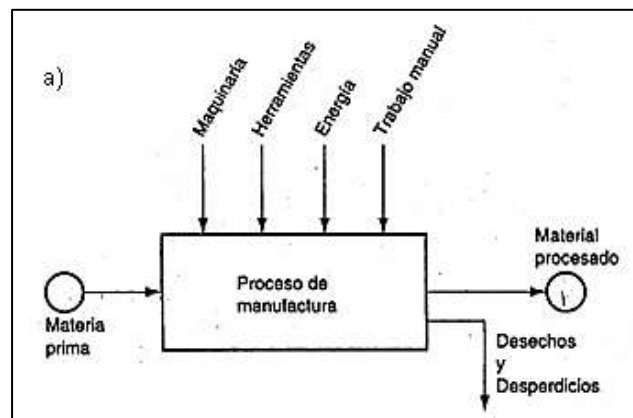 a)
Maquinaria
Herramientas
Energía
Trabajo manual
Materia
prima
Proceso de
manufactura
Material
procesado
Desechos
y
Desperdicios